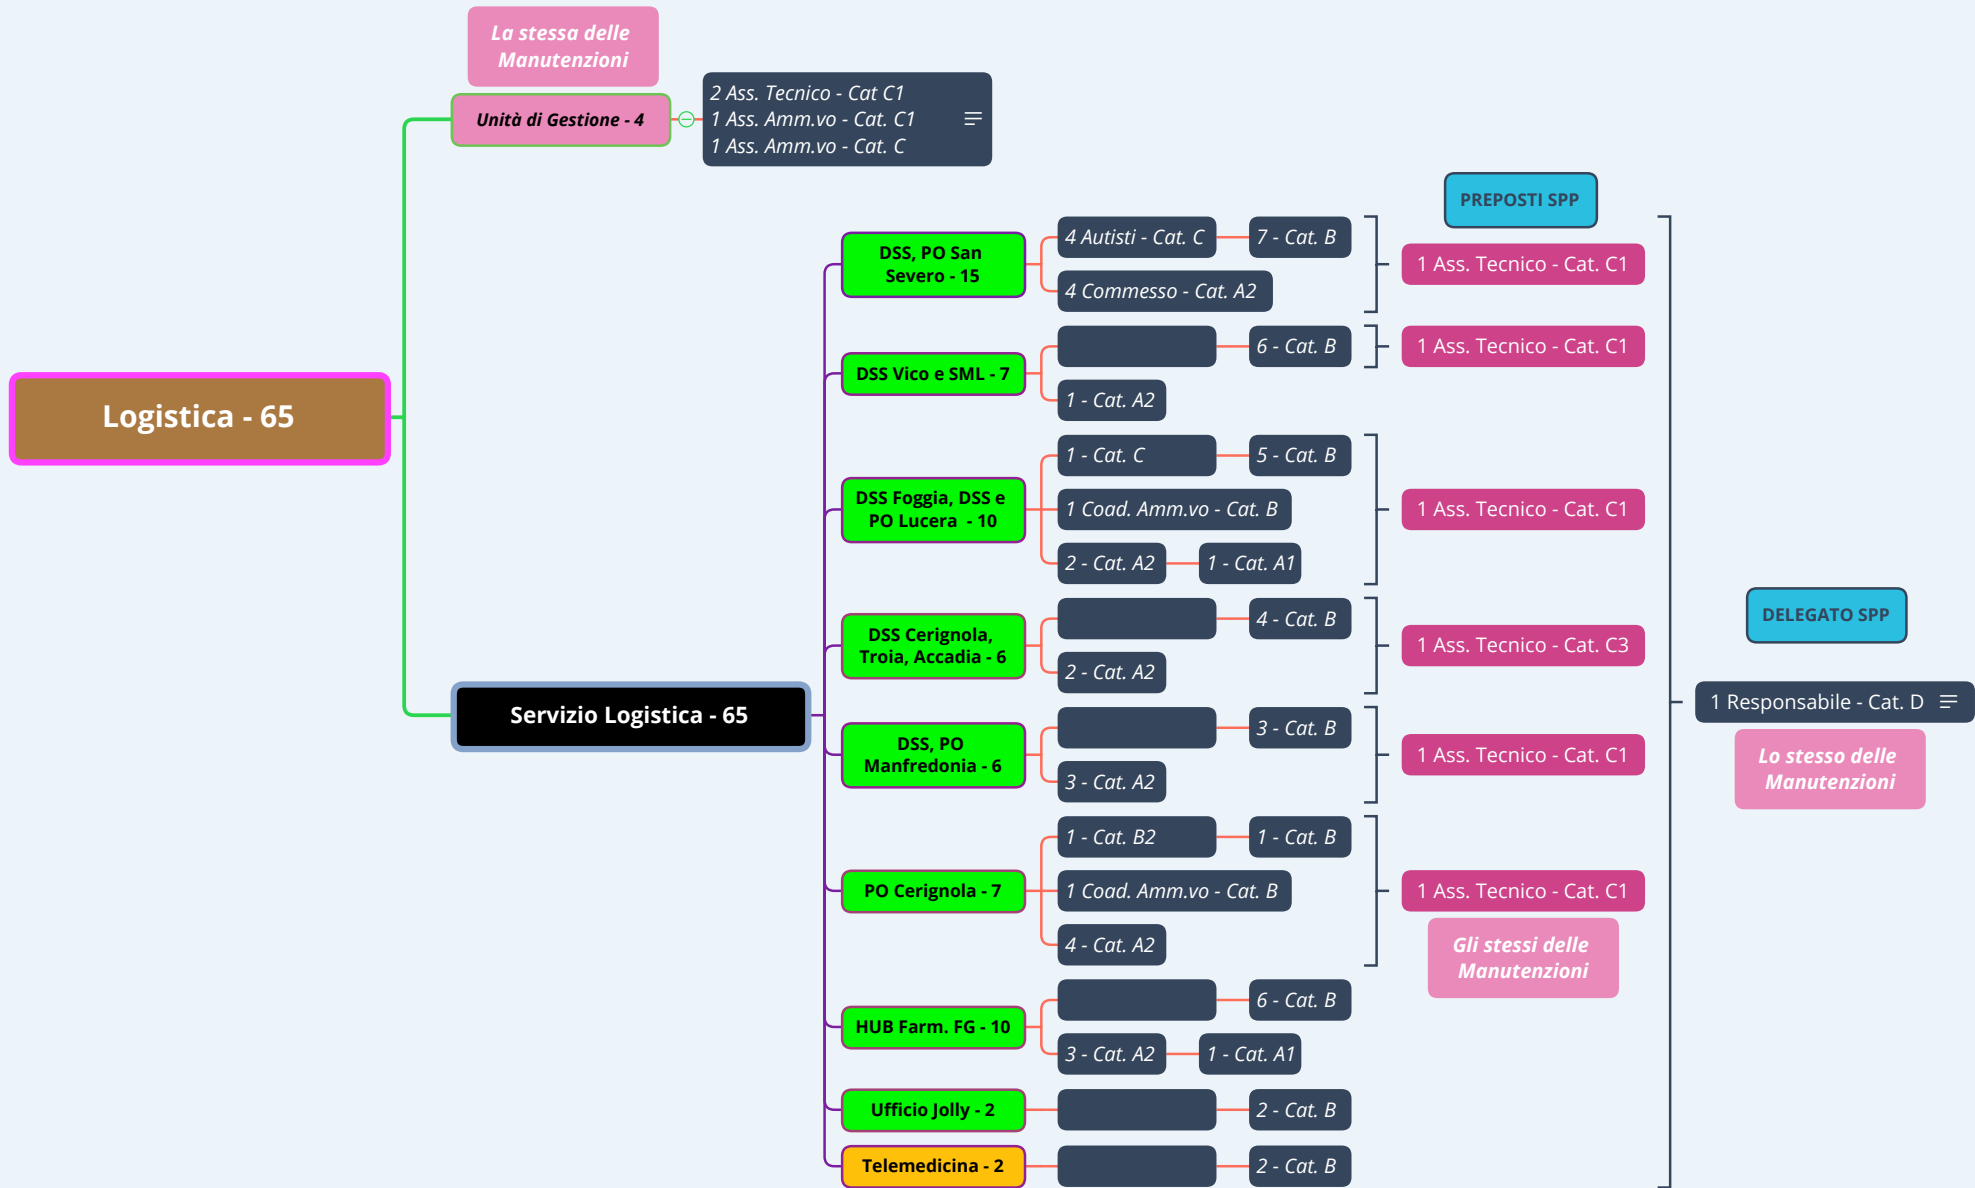 La stessa delle
Manutenzioni
Unità di Gestione - 4
2 Ass. Tecnico - Cat C1
1 Ass. Amm.vo - Cat. C1
1 Ass. Amm.vo - Cat. C
Logistica - 65
Servizio Logistica - 65
PREPOSTI SPP
DSS, PO San
Severo - 15
4 Autisti - Cat. C
7 - Cat. B
4 Commesso - Cat. A2
1 Ass. Tecnico - Cat. C1
DSS Vico e SML - 7
6 - Cat. B
1 - Cat. A2
1 Ass. Tecnico - Cat. C1
DSS Foggia, DSS e
PO Lucera - 10
1 - Cat. C
5 - Cat. B
1 Coad. Amm.vo - Cat. B
2 - Cat. A2
1 - Cat. A1
1 Ass. Tecnico - Cat. C1
DSS Cerignola,
Troia, Accadia - 6
4 - Cat. B
2 - Cat. A2
1 Ass. Tecnico - Cat. C3
DSS, PO
Manfredonia - 6
3 - Cat. B
3 - Cat. A2
1 Ass. Tecnico - Cat. C1
PO Cerignola - 7
1 - Cat. B2
1 - Cat. B
1 Coad. Amm.vo - Cat. B
4 - Cat. A2
1 Ass. Tecnico - Cat. C1
Gli stessi delle
Manutenzioni
HUB Farm. FG - 10
6 - Cat. B
3 - Cat. A2
1 - Cat. A1
Ufficio Jolly - 2
2 - Cat. B
Telemedicina - 2
2 - Cat. B
DELEGATO SPP
1 Responsabile - Cat. D
Lo stesso delle
Manutenzioni